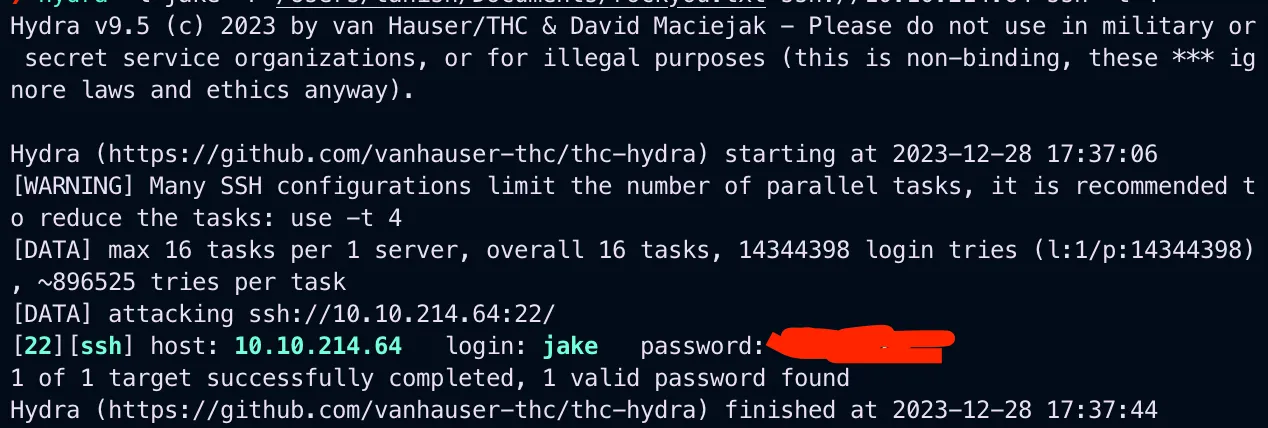 Hydra v9.5 (c) 2023 by van Hauser/THC & David Maciejak - Please do not use in military or
 secret service organizations, or for illegal purposes (this is non-binding, these *** ig
nore laws and ethics anyway).
Hydra (https://github.com/vanhauser-thc/thc-hydra) starting at 2023-12-28 17:37:06
[WARNING] Many SSH configurations limit the number of parallel tasks, it is recommended t
o reduce the tasks: use -t 4
[DATA] max 16 tasks per 1 server, overall 16 tasks, 14344398 login tries (l:1/p:14344398)
, ~896525 tries per task
[DATA] attacking ssh://10.10.214.64:22/
[22][ssh] host: 10.10.214.64   login: jake   password:
1 of 1 target successfully completed, 1 valid password found
Hydra (https://github.com/vanhauser-thc/thc-hydra) finished at 2023-12-28 17:37:44